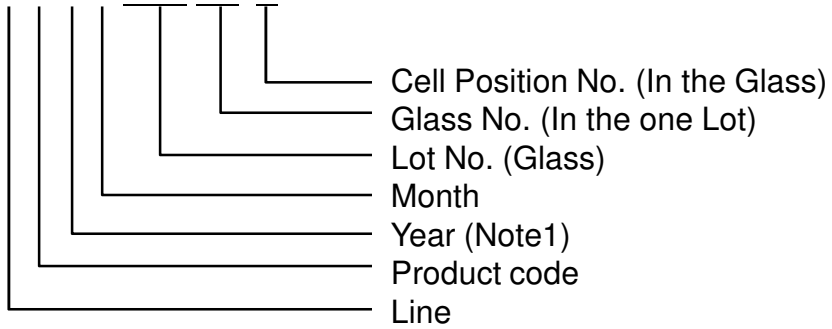 Cell Position No. (In the Glass)
Glass No. (In the one Lot)
Lot No. (Glass)
Month
Year (Note1)
Product code
Line